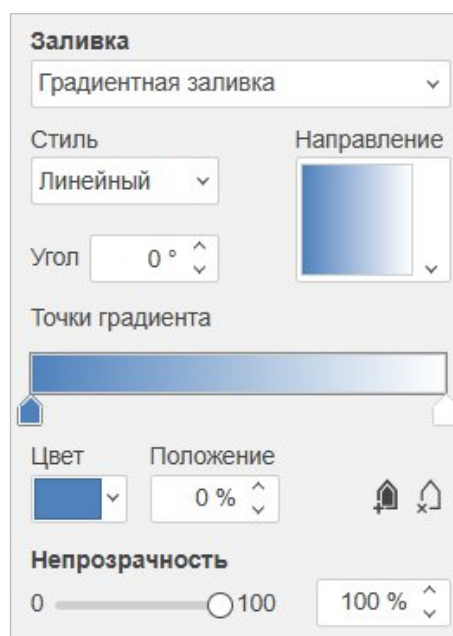 Заливка
Градиентная заливка
Стиль Направление
Линейный
Угол 0 °
Точки градиента
Цвет Положение
0 %
Непрозрачность
0 100 100 %